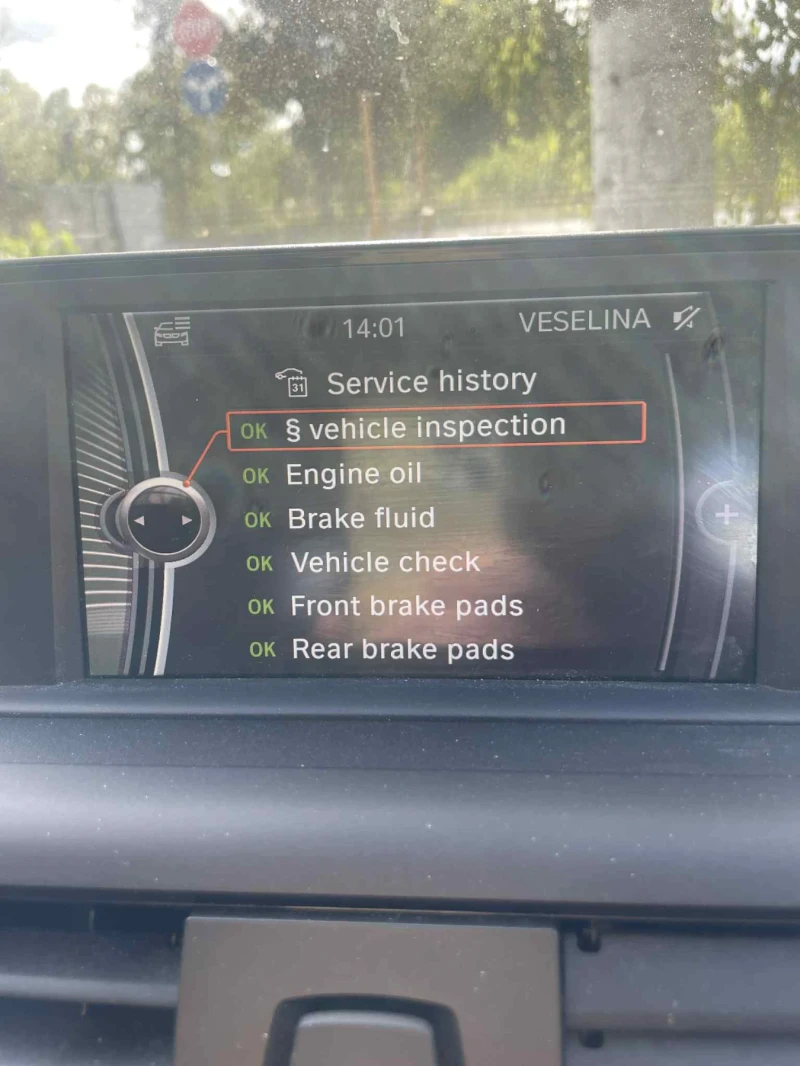 14:01 VESELINA
31 Service history
OK § vehicle inspection
OK Engine oil
OK Brake fluid
OK Vehicle check
OK Front brake pads
OK Rear brake pads